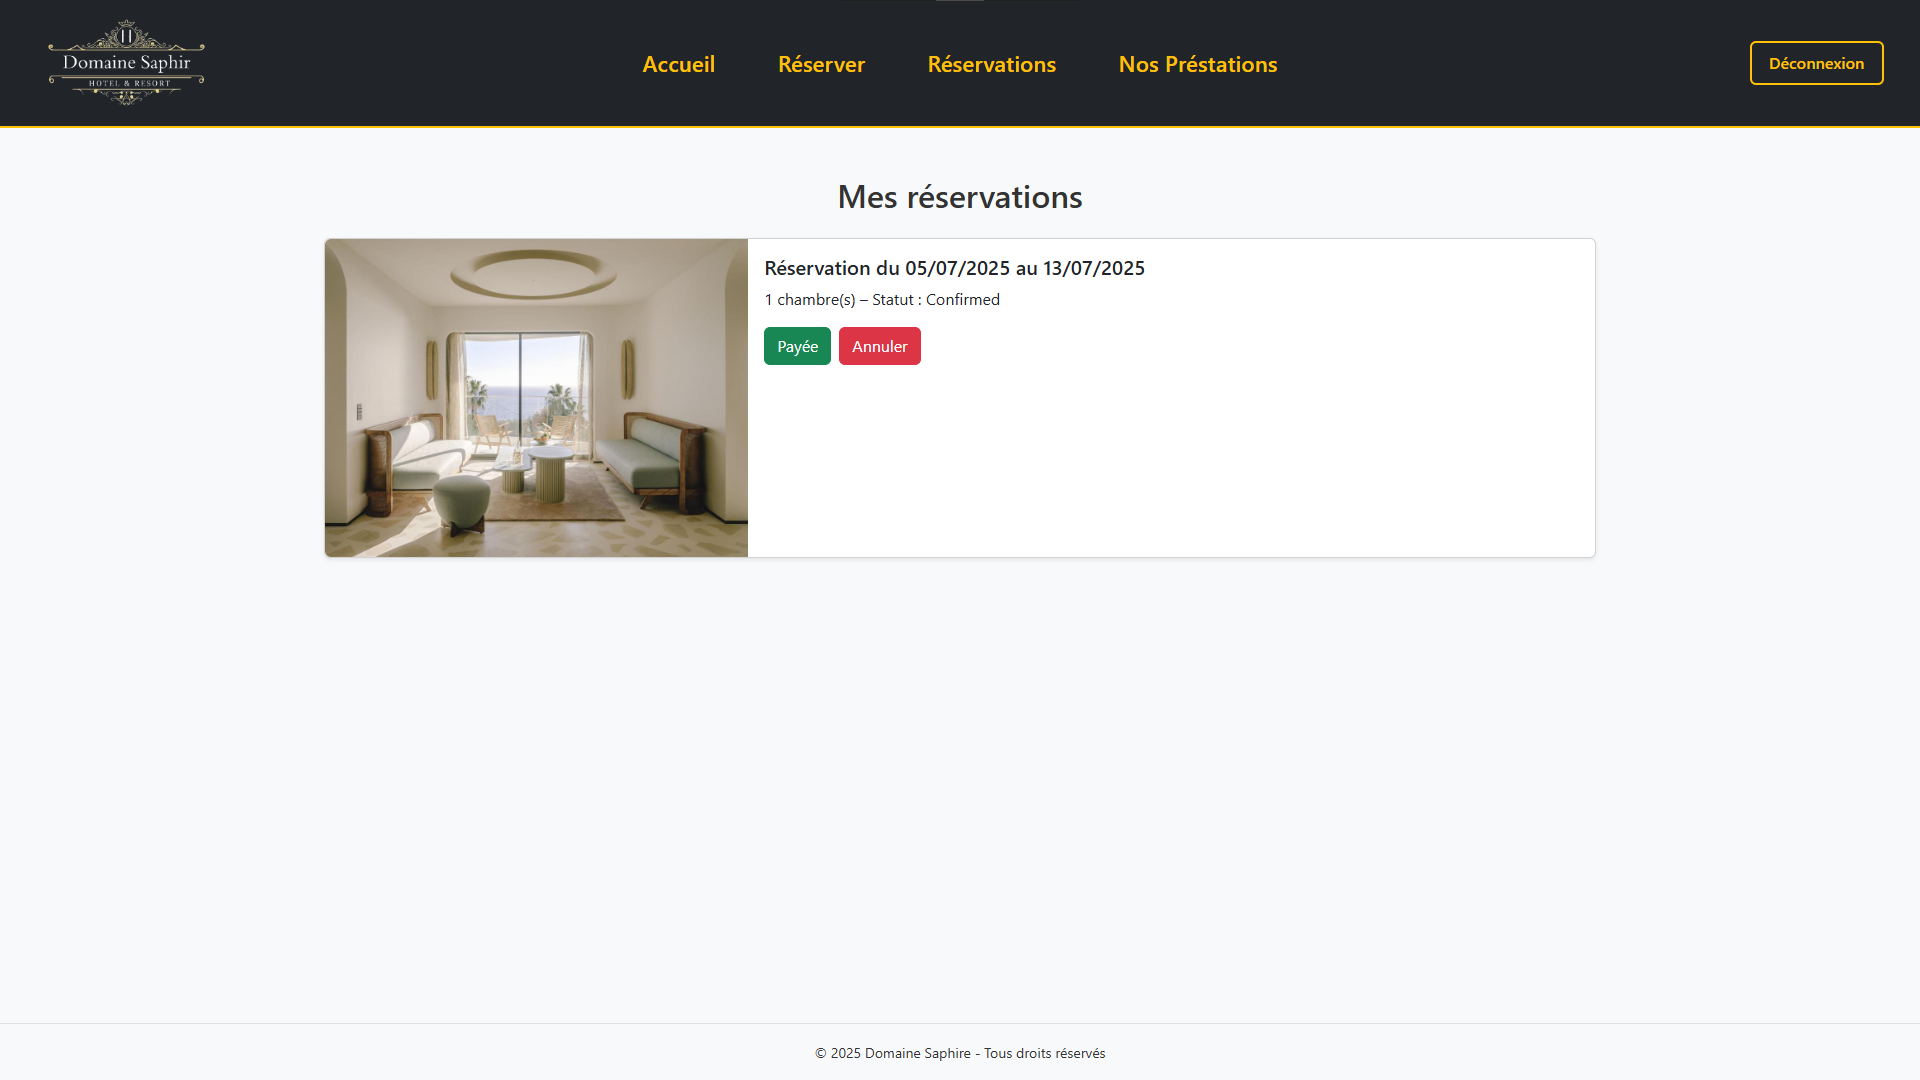 Domaine Saphir
HOTEL & RESORT
Accueil
Réserver
Réservations
Nos Préstations
Déconnexion
Mes réservations
Réservation du 05/07/2025 au 13/07/2025
1 chambre(s) – Statut : Confirmed
Payée
Annuler
© 2025 Domaine Saphire - Tous droits réservés